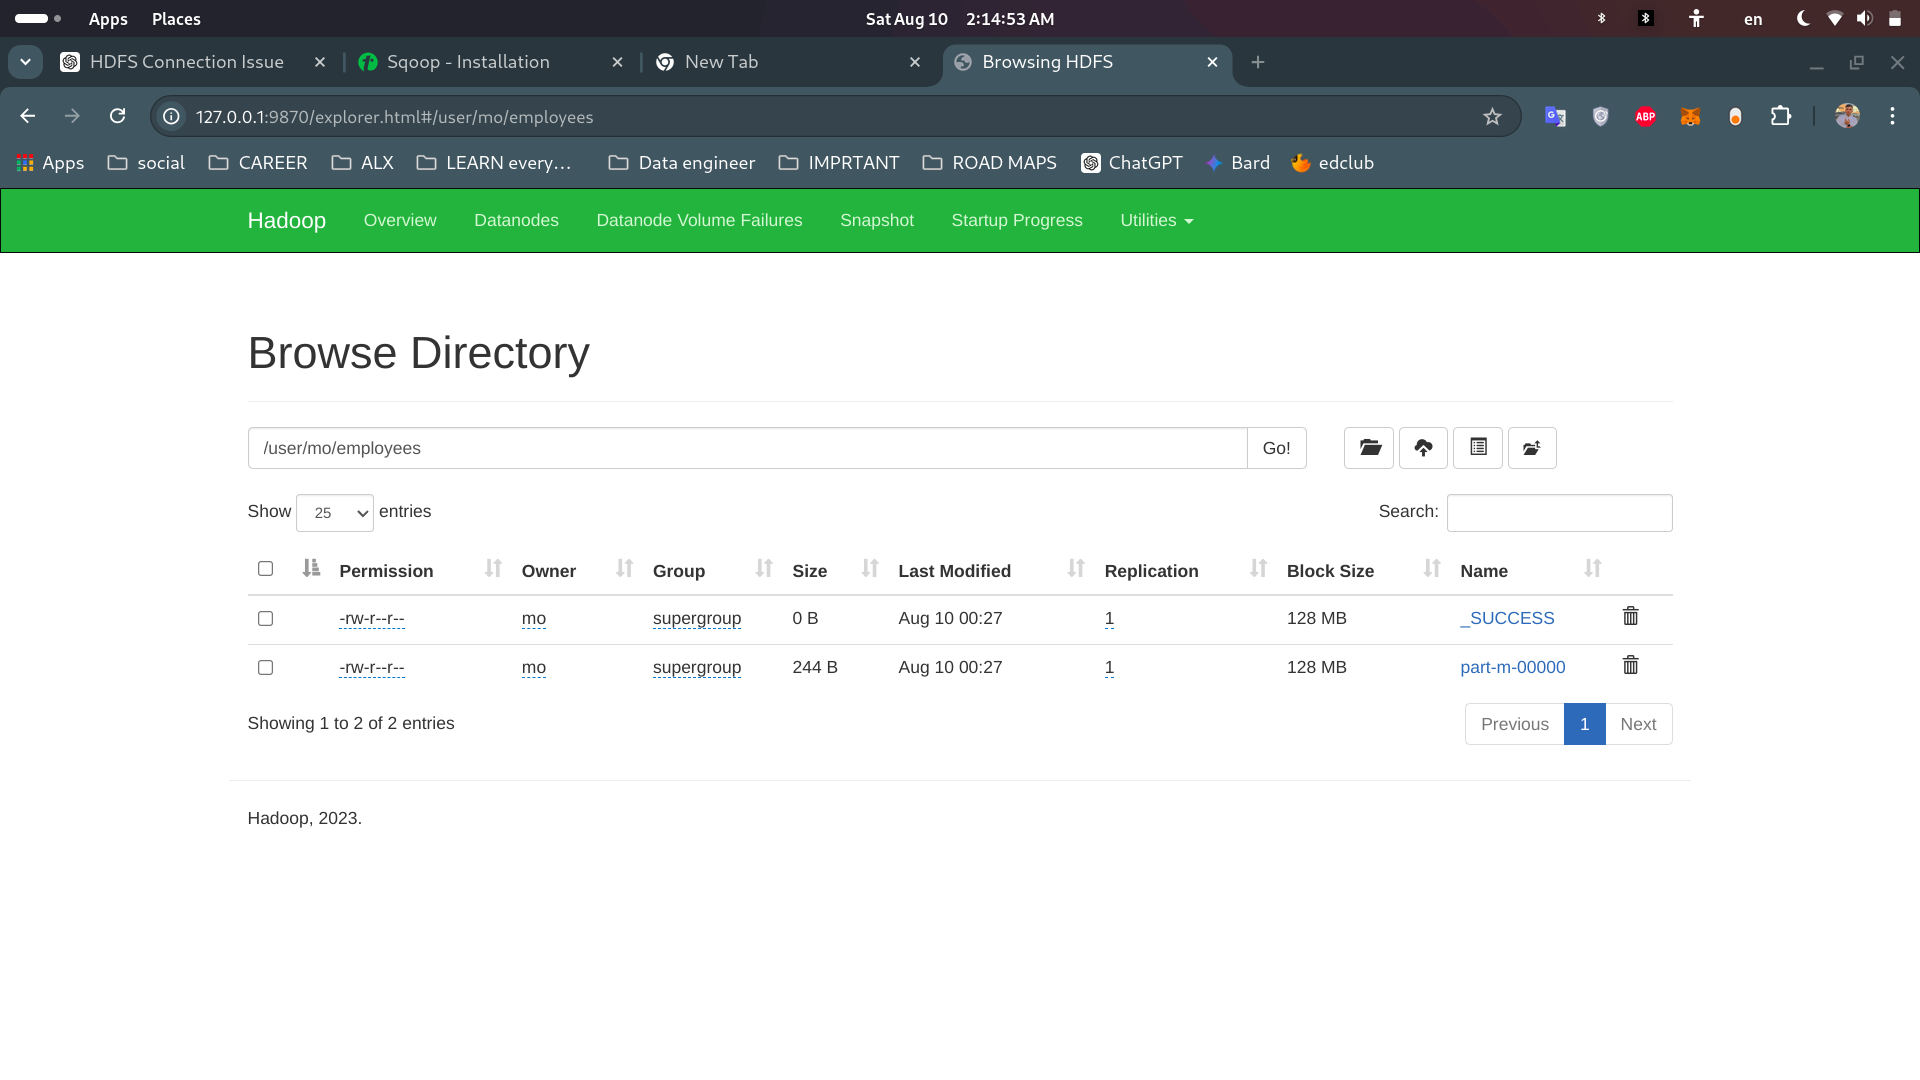 Apps Places Sat Aug 10 2:14:53 AM en
HDFS Connection Issue Sqoop - Installation New Tab Browsing HDFS
127.0.0.1:9870/explorer.html#/user/mo/employees ABP
Apps social CAREER ALX LEARN every... Data engineer IMPRTANT ROAD MAPS ChatGPT Bard edclub
Hadoop Overview Datanodes Datanode Volume Failures Snapshot Startup Progress Utilities
Browse Directory
/user/mo/employees Go!
Show 25 entries Search:
Permission Owner Group Size Last Modified Replication Block Size Name
-rw-r--r-- mo supergroup 0 B Aug 10 00:27 1 128 MB _SUCCESS
-rw-r--r-- mo supergroup 244 B Aug 10 00:27 1 128 MB part-m-00000
Showing 1 to 2 of 2 entries Previous 1 Next
Hadoop, 2023.